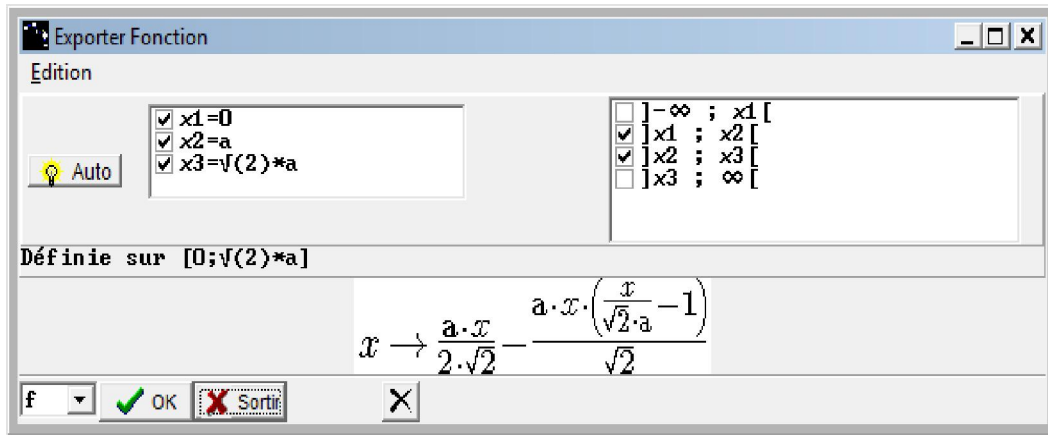 Exporter Fonction
Edition
Auto
x1=0
x2=a
x3=√(2)*a
]-∞ ; x1[
]x1 ; x2[
]x2 ; x3[
]x3 ; ∞[
Définie sur [0;√(2)*a]
x → a·x/(2·√2) − a·x·(x/(√2·a) − 1)/√2
f
OK
Sortir